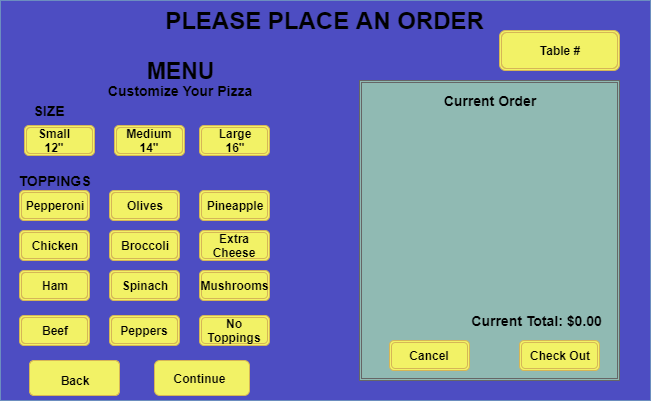 PLEASE PLACE AN ORDER
Table #
MENU
Customize Your Pizza
SIZE
Small
12"
Medium
14"
Large
16"
TOPPINGS
Pepperoni
Olives
Pineapple
Chicken
Broccoli
Extra
Cheese
Ham
Spinach
Mushrooms
Beef
Peppers
No
Toppings
Back
Continue
Current Order
Current Total: $0.00
Cancel
Check Out